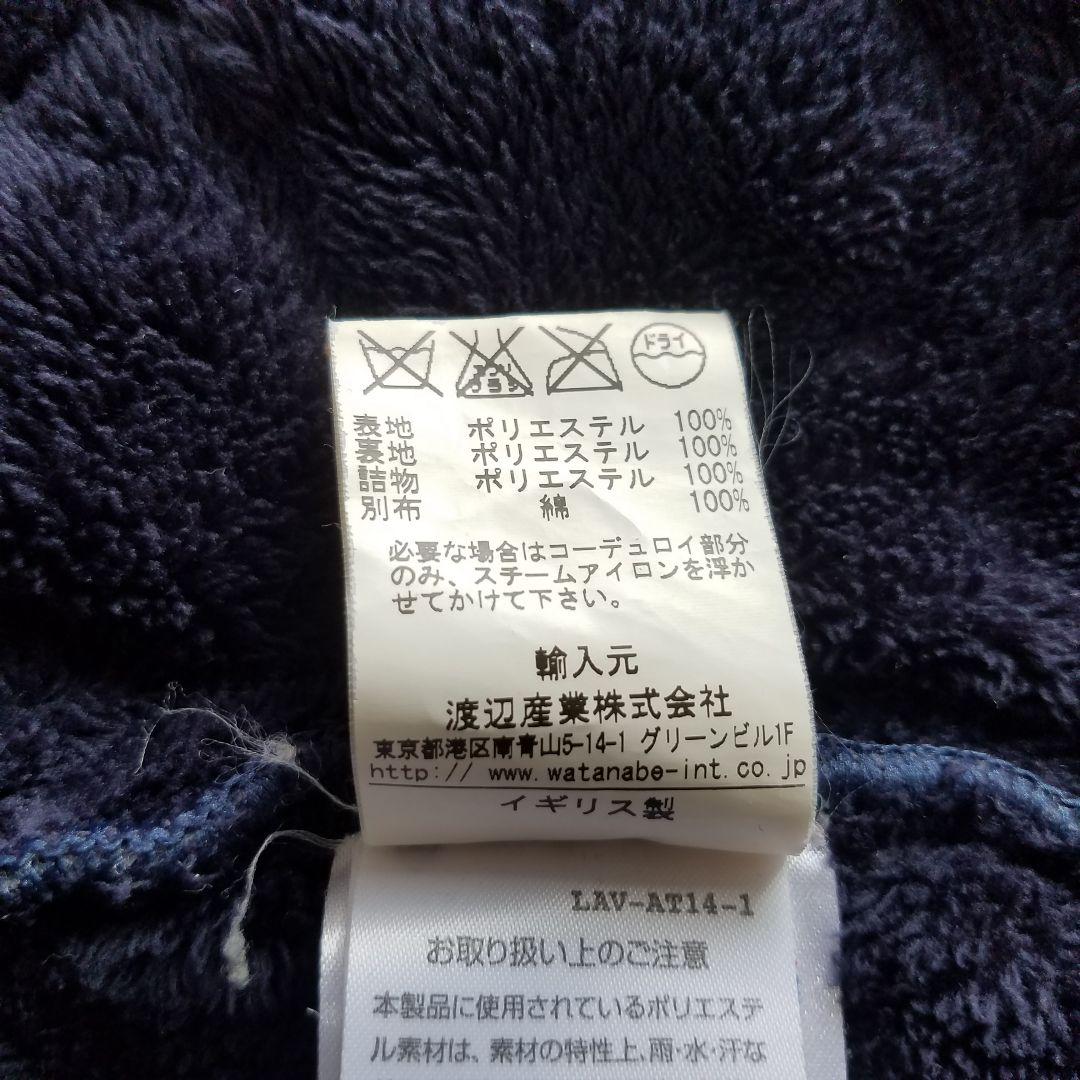 ドライ
表地 ポリエステル 100%
裏地 ポリエステル 100%
詰物 ポリエステル 100%
別布 綿 100%
必要な場合はコーデュロイ部分
のみ、スチームアイロンを浮か
せてかけて下さい。
輸入元
渡辺産業株式会社
東京都港区南青山5-14-1 グリーンビル1F
http:// www.watanabe-int.co.jp
イギリス製
LAV-AT14-1
お取り扱い上のご注意
本製品に使用されているポリエステ
ル素材は、素材の特性上、雨・水・汗な